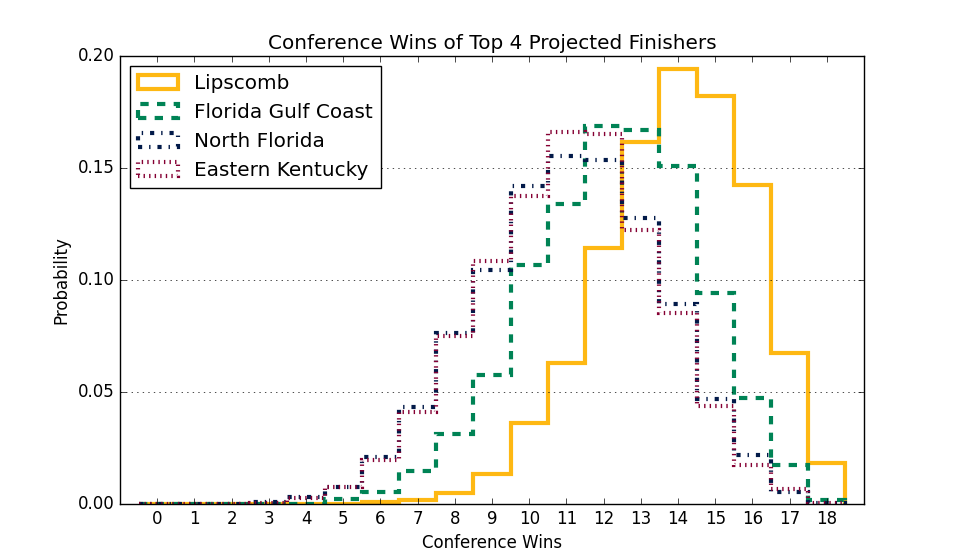 Conference Wins of Top 4 Projected Finishers
Lipscomb
Florida Gulf Coast
North Florida
Eastern Kentucky
0.20
0.15
0.10
0.05
0.00
Probability
0 1 2 3 4 5 6 7 8 9 10 11 12 13 14 15 16 17 18
Conference Wins